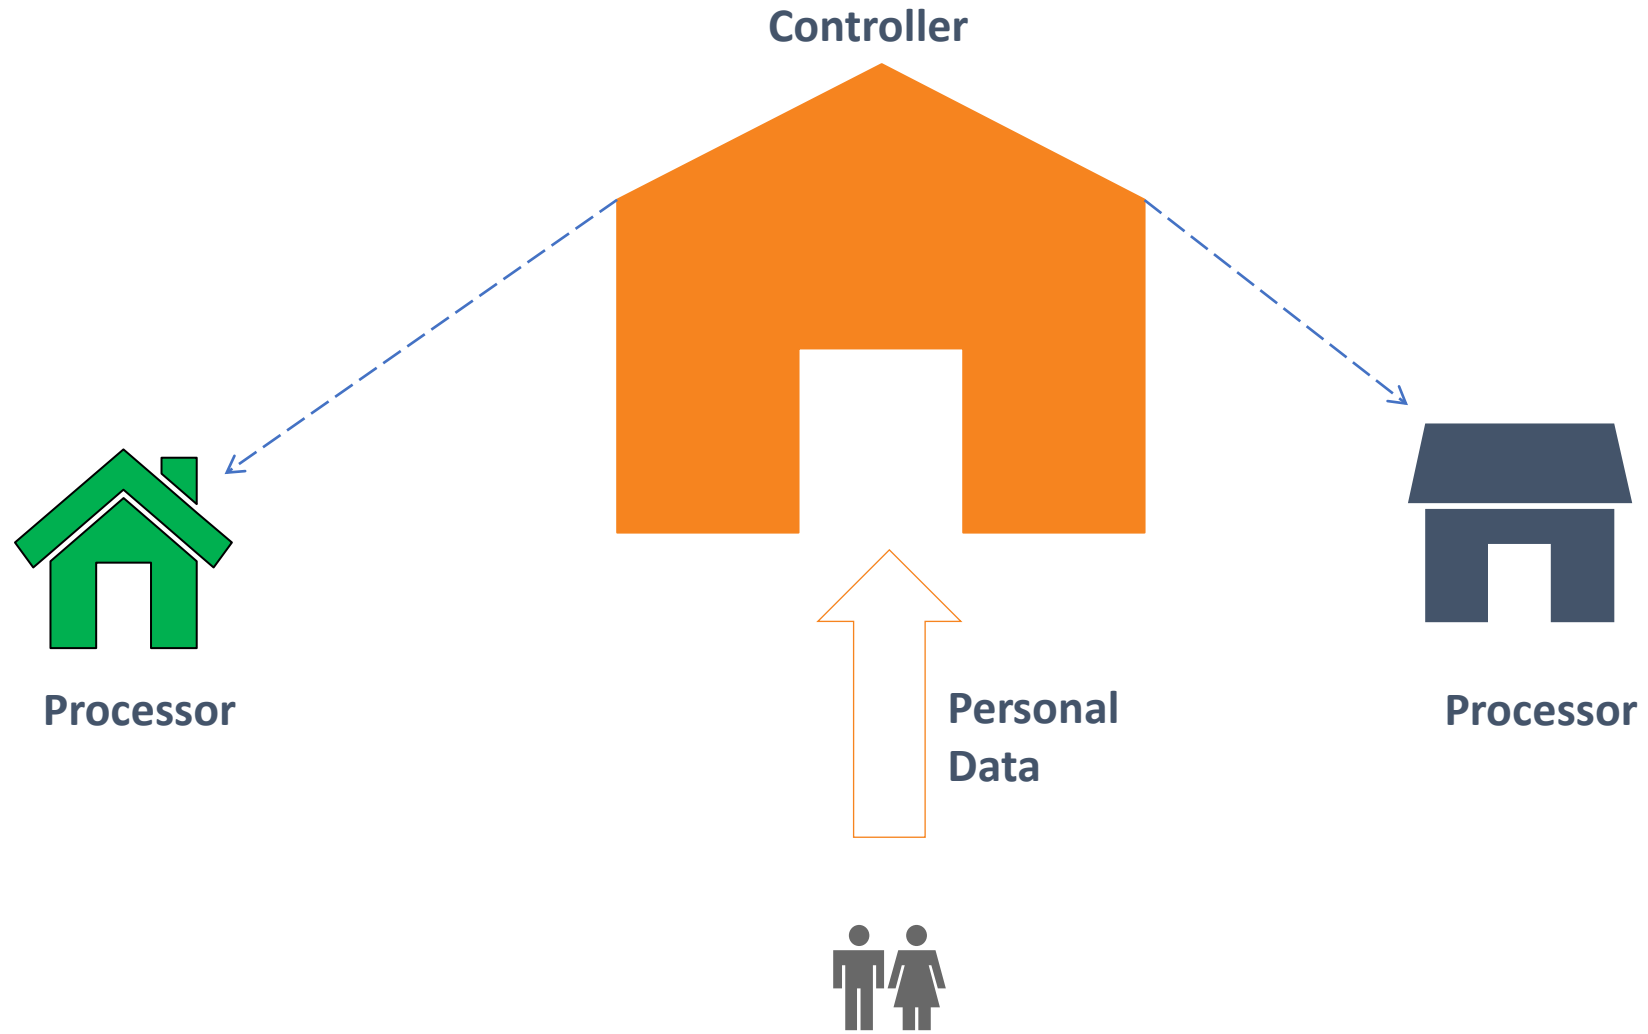 Controller
Processor
Personal
Data
Processor